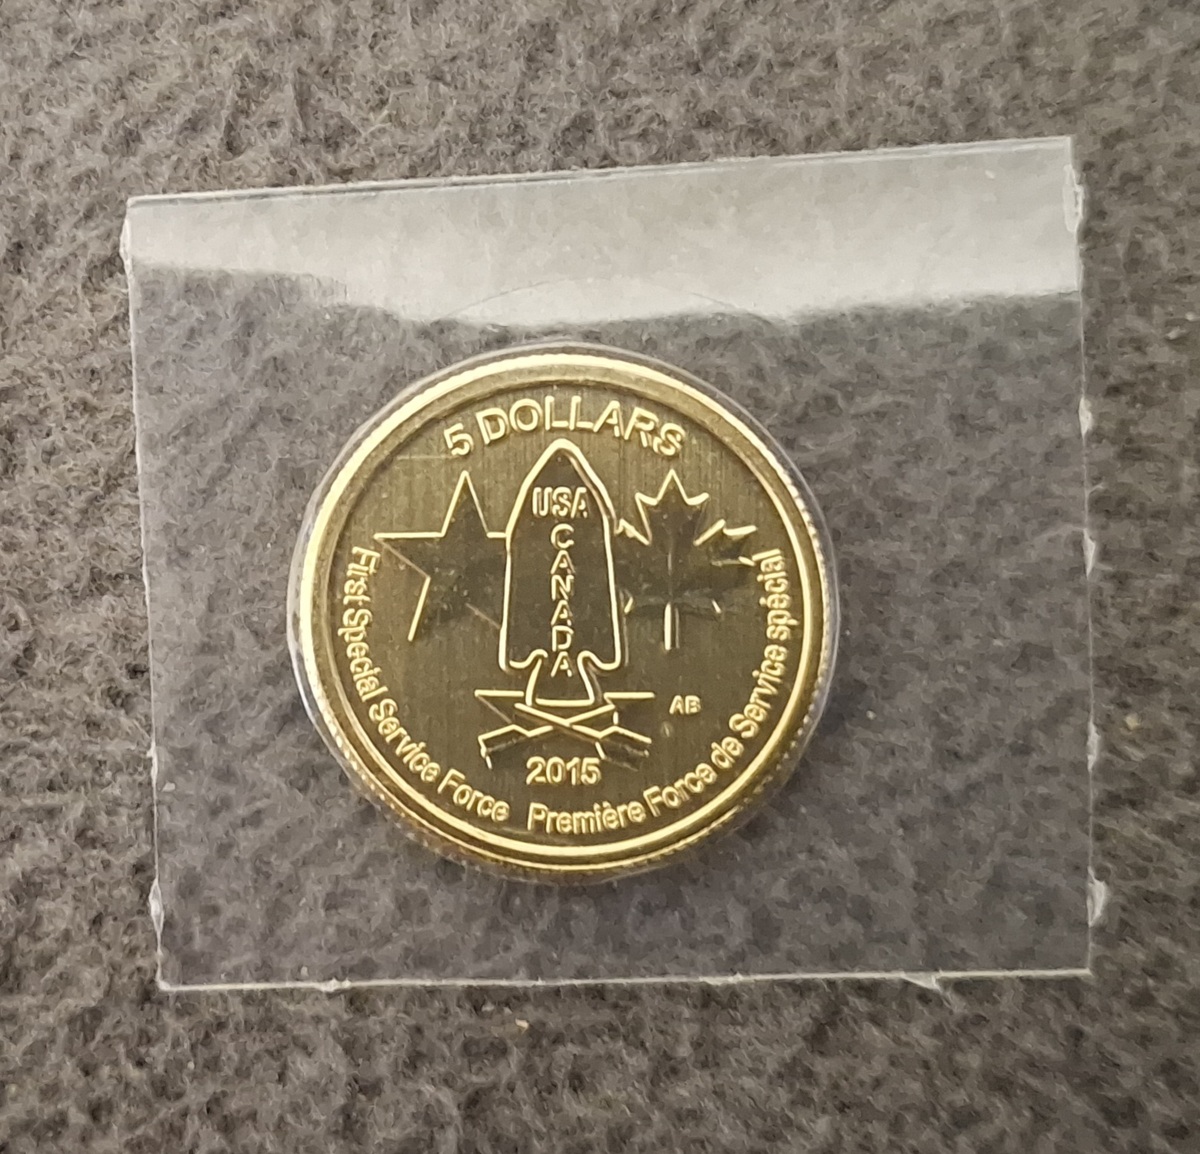 5 DOLLARS
USA
CANADA
AB
2015
First Special Service Force Première Force de Service spécial